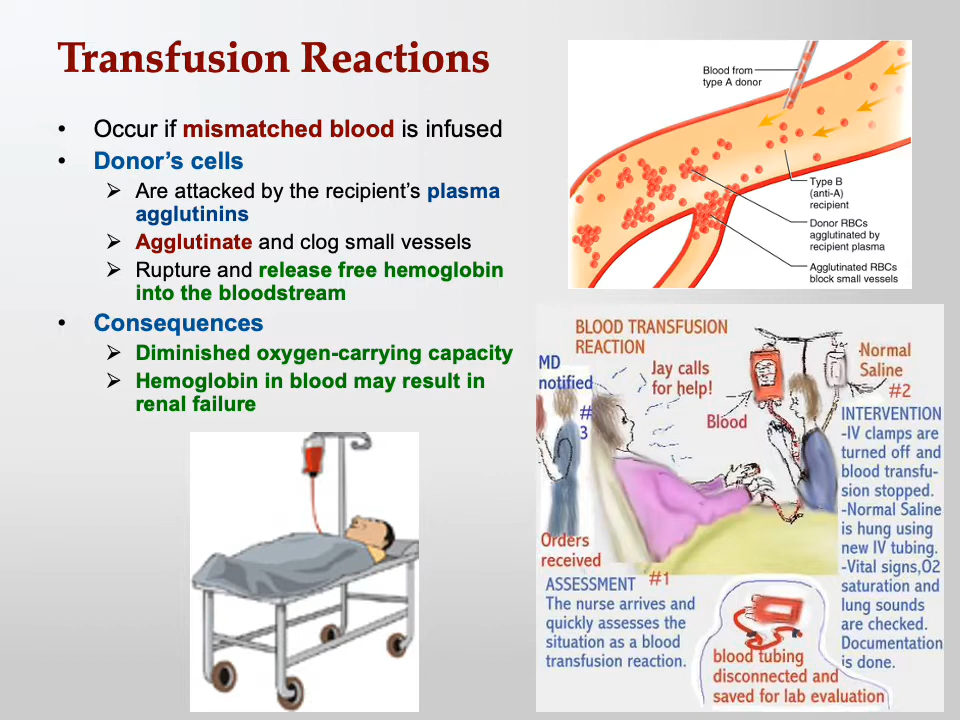 Transfusion Reactions
• Occur if mismatched blood is infused
• Donor’s cells
➢ Are attacked by the recipient’s plasma
agglutinins
➢ Agglutinate and clog small vessels
➢ Rupture and release free hemoglobin
into the bloodstream
• Consequences
➢ Diminished oxygen-carrying capacity
➢ Hemoglobin in blood may result in
renal failure
Blood from
type A donor
Type B
(anti-A)
recipient
Donor RBCs
agglutinated by
recipient plasma
Agglutinated RBCs
block small vessels
BLOOD TRANSFUSION
REACTION
MD
notified
#
3
Jay calls
for help!
Blood
Normal
Saline
#2
Orders
received
ASSESSMENT #1
The nurse arrives and
quickly assesses the
situation as a blood
transfusion reaction.
INTERVENTION
-IV clamps are
turned off and
blood transfu-
sion stopped.
-Normal Saline
is hung using
new IV tubing.
-Vital signs,O2
saturation and
lung sounds
are checked.
Documentation
is done.
blood tubing
disconnected and
saved for lab evaluation